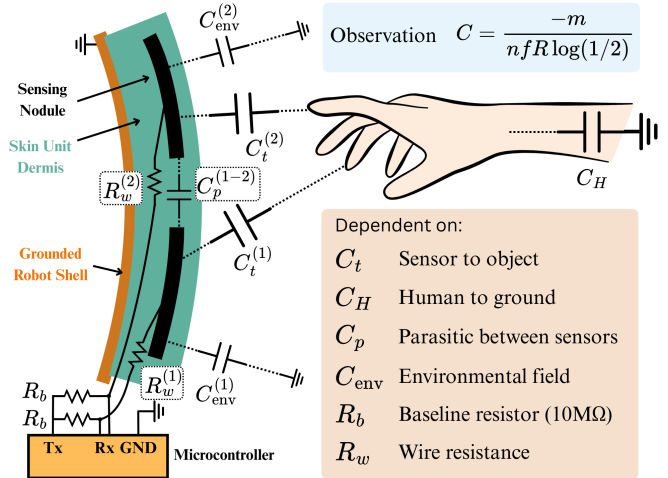 Observation C = -m / nfR log(1/2)
C_env^(2)
Sensing
Nodule
C_t^(2)
Skin Unit
Dermis
R_w^(2)
C_p^(1-2)
C_H
C_t^(1)
Grounded
Robot Shell
Dependent on:
C_t Sensor to object
C_H Human to ground
C_p Parasitic between sensors
C_env Environmental field
R_b Baseline resistor (10MΩ)
R_w Wire resistance
R_w^(1)
C_env^(1)
R_b
R_b
Tx Rx GND
Microcontroller